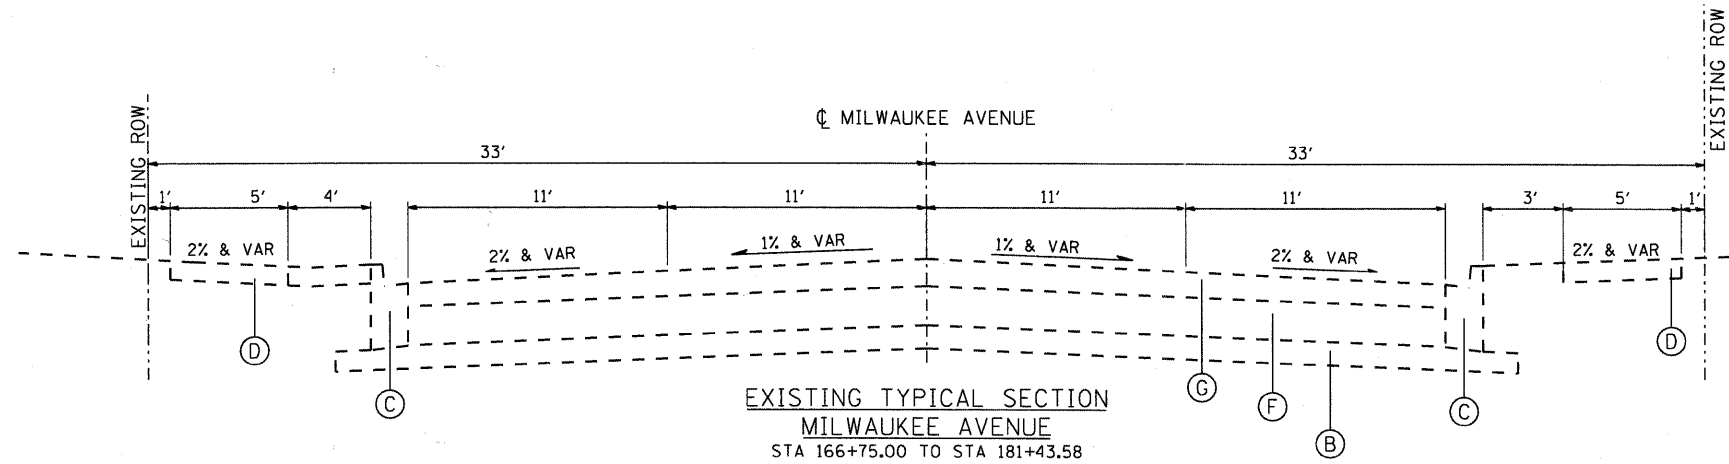 EXISTING ROW
EXISTING ROW
℄ MILWAUKEE AVENUE
33'
33'
1'
5'
4'
11'
11'
11'
11'
3'
5'
1'
2% & VAR
2% & VAR
1% & VAR
1% & VAR
2% & VAR
2% & VAR
D
C
G
F
B
C
D
EXISTING TYPICAL SECTION
MILWAUKEE AVENUE
STA 166+75.00 TO STA 181+43.58